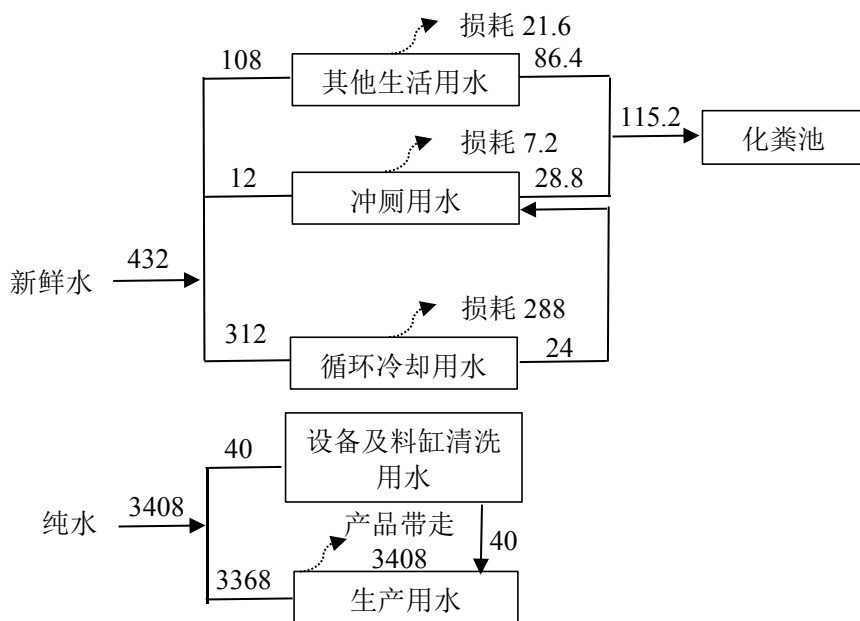 损耗 21.6
108
其他生活用水
86.4
115.2
化粪池
损耗 7.2
12
冲厕用水
28.8
432
新鲜水
损耗 288
312
循环冷却用水
24
40
设备及料缸清洗
用水
3408
纯水
产品带走
3408
40
3368
生产用水